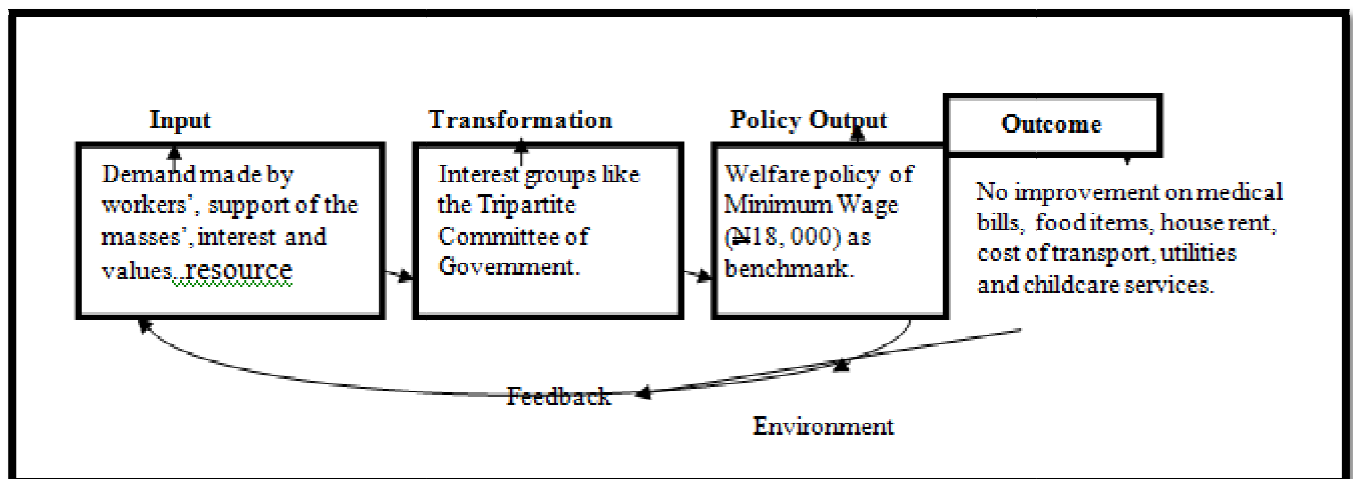 Input
Demand made by
workers’, support of the
masses’, interest and
values, resource
Transformation
Interest groups like
the Tripartite
Committee of
Government.
Policy Output
Welfare policy of
Minimum Wage
(₦18, 000) as
benchmark.
Outcome
No improvement on medical
bills, food items, house rent,
cost of transport, utilities
and childcare services.
Feedback
Environment